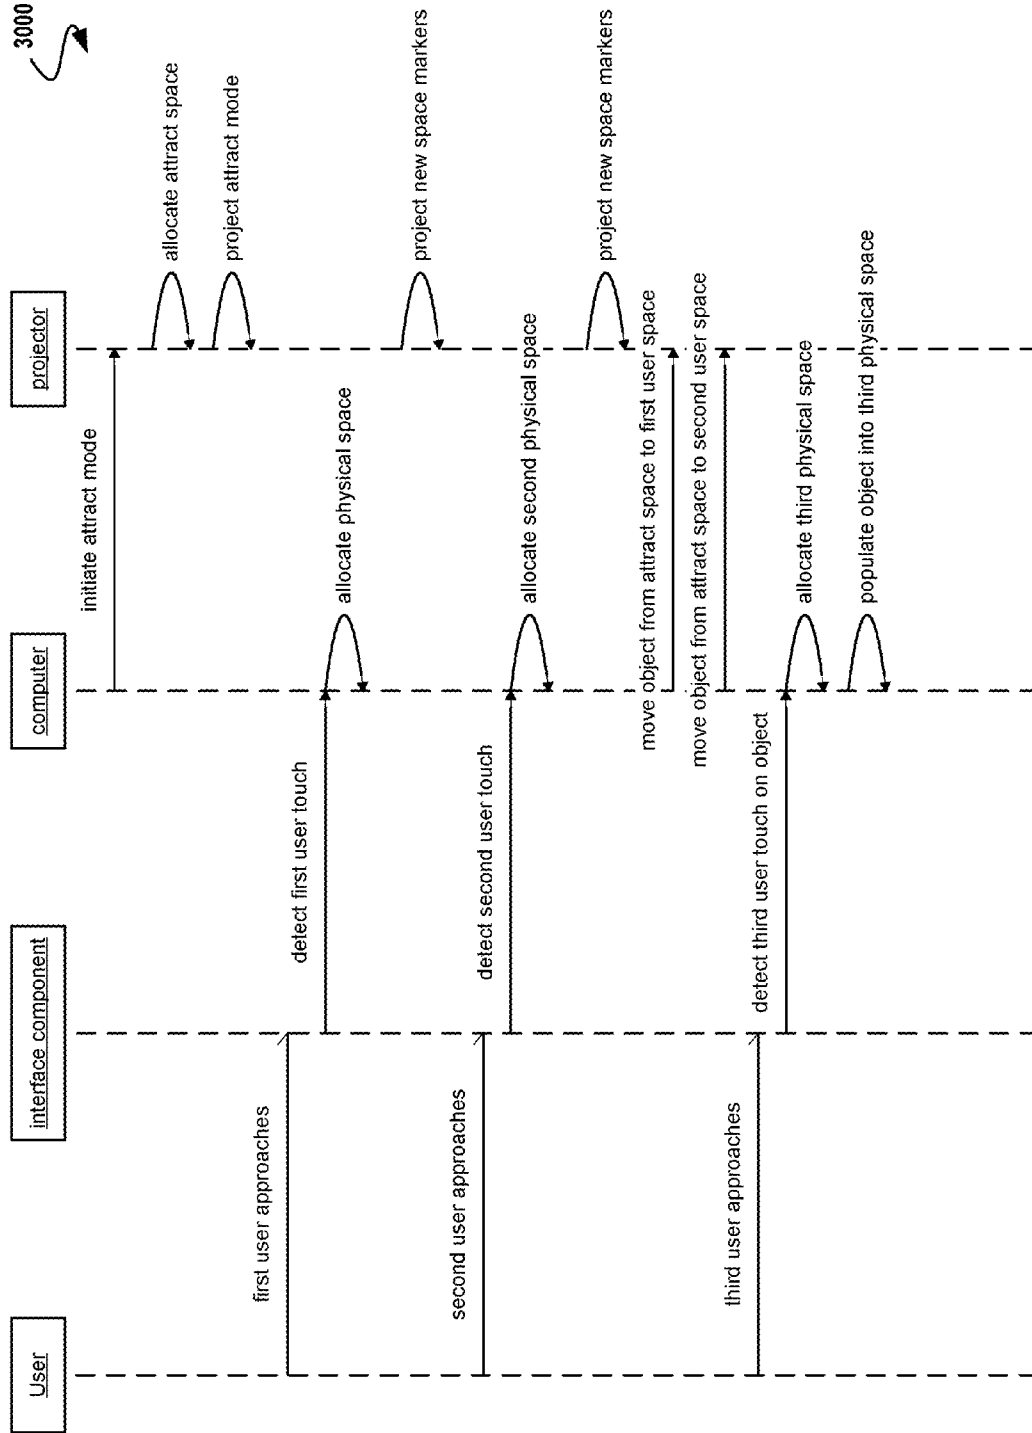 3000
User
interface component
computer
projector
initiate attract mode
allocate attract space
project attract mode
first user approaches
detect first user touch
allocate physical space
project new space markers
second user approaches
detect second user touch
allocate second physical space
project new space markers
move object from attract space to first user space
move object from attract space to second user space
third user approaches
detect third user touch on object
allocate third physical space
populate object into third physical space